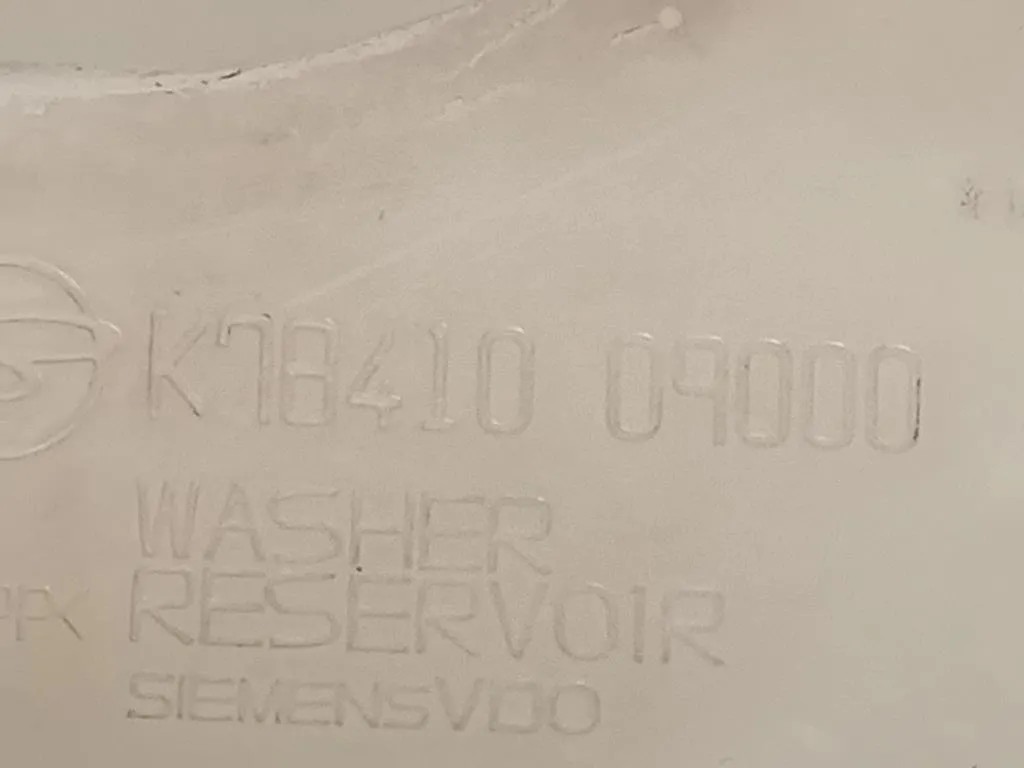 K78410 09000
WASHER
RESERVOIR
SIEMENSVDO